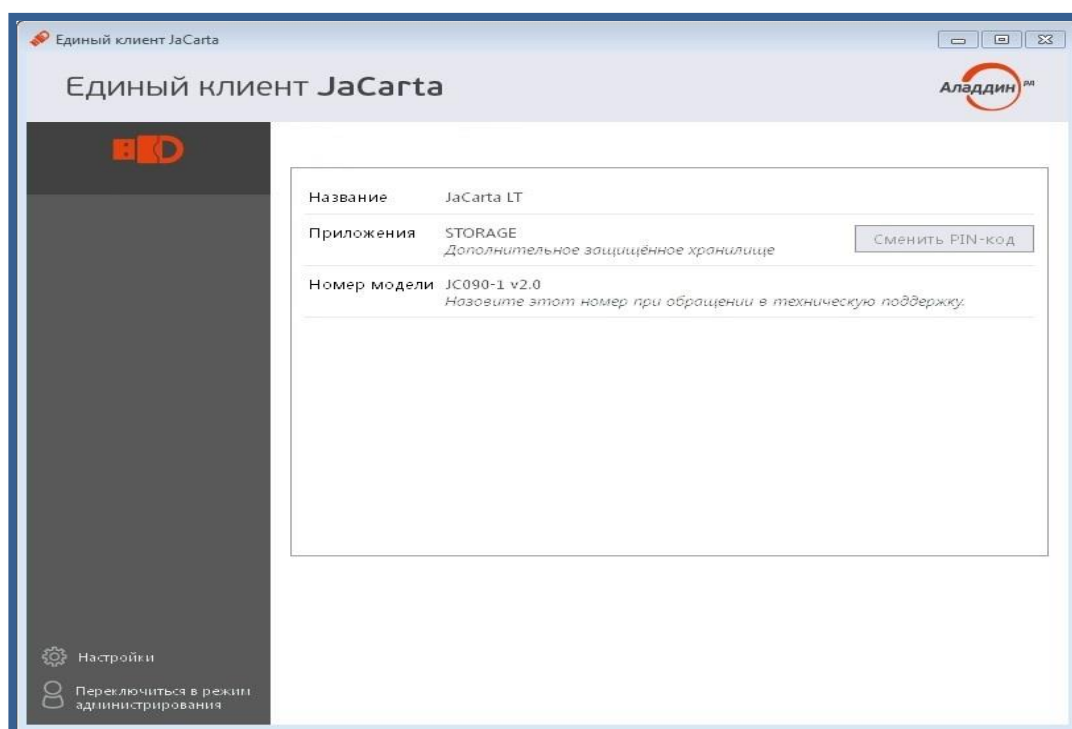 Единый клиент JaCarta
Единый клиент JaCarta
Аладдин РД
Название JaCarta LT
Приложения STORAGE
Дополнительное защищённое хранилище
Сменить PIN-код
Номер модели JC090-1 v2.0
Назовите этот номер при обращении в техническую поддержку.
Настройки
Переключиться в режим
администрирования